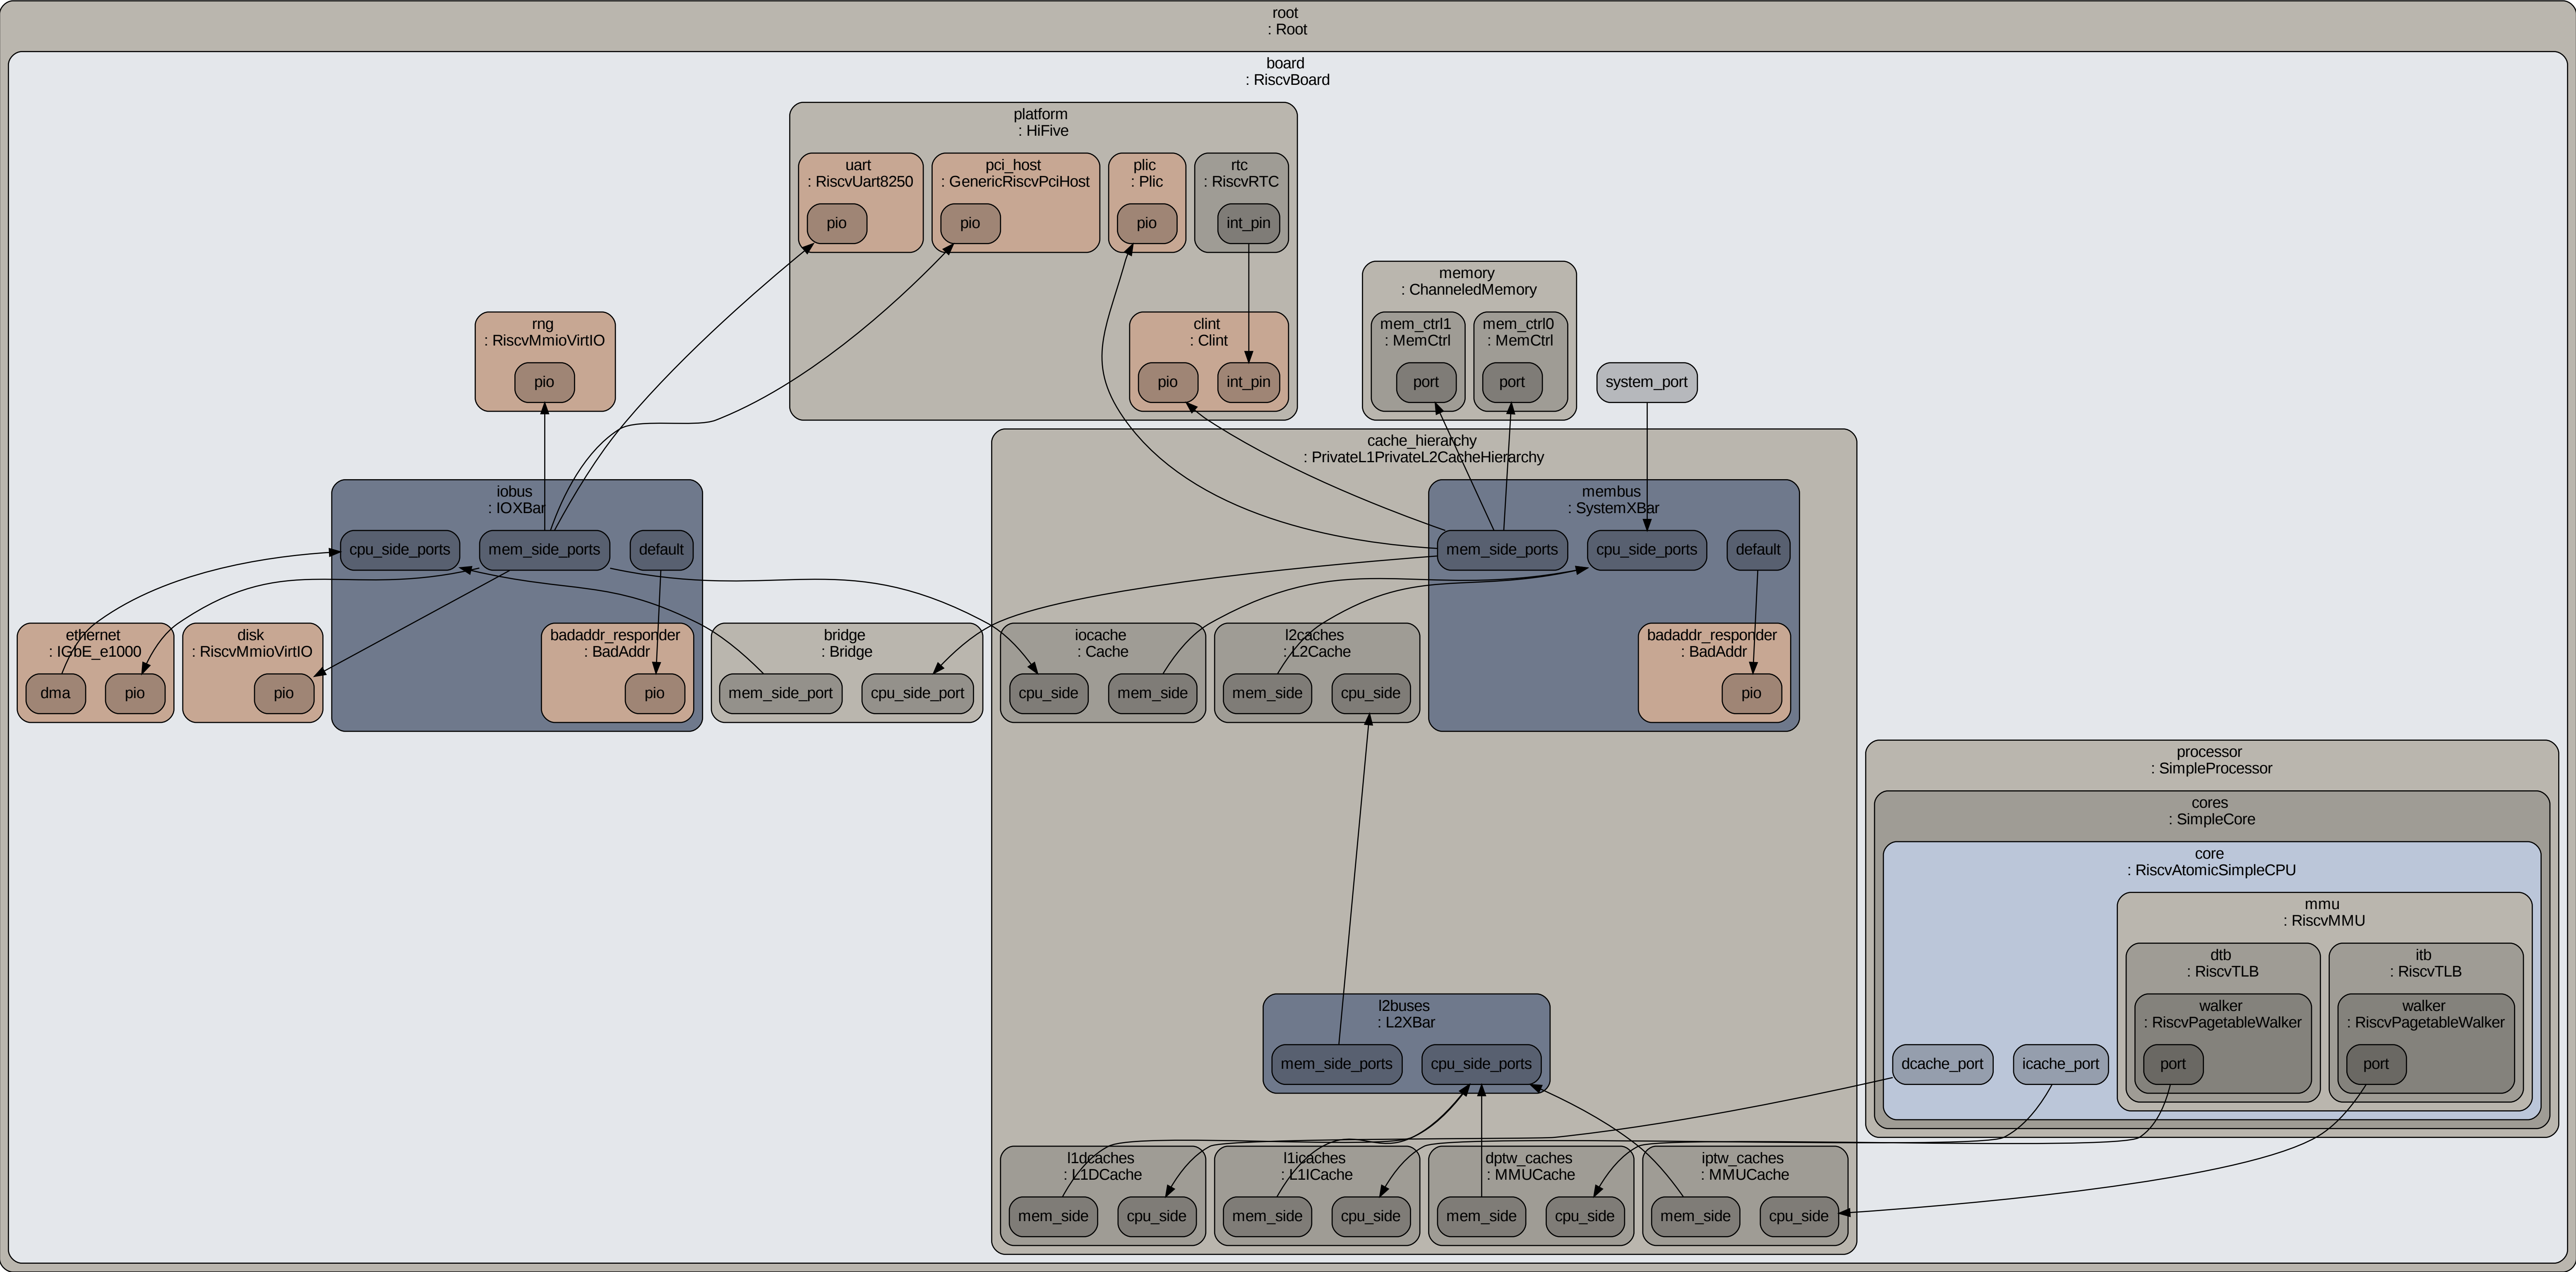 root
: Root
board
: RiscvBoard
platform
: HiFive
uart
: RiscvUart8250
pio
pci_host
: GenericRiscvPciHost
pio
plic
: Plic
pio
rtc
: RiscvRTC
int_pin
clint
: Clint
pio
int_pin
memory
: ChanneledMemory
mem_ctrl1
: MemCtrl
port
mem_ctrl0
: MemCtrl
port
system_port
rng
: RiscvMmioVirtIO
pio
iobus
: IOXBar
cpu_side_ports
mem_side_ports
default
badaddr_responder
: BadAddr
pio
ethernet
: IGbE_e1000
dma
pio
disk
: RiscvMmioVirtIO
pio
bridge
: Bridge
mem_side_port
cpu_side_port
cache_hierarchy
: PrivateL1PrivateL2CacheHierarchy
membus
: SystemXBar
mem_side_ports
cpu_side_ports
default
badaddr_responder
: BadAddr
pio
iocache
: Cache
cpu_side
mem_side
l2caches
: L2Cache
mem_side
cpu_side
l2buses
: L2XBar
mem_side_ports
cpu_side_ports
l1dcaches
: L1DCache
mem_side
cpu_side
l1icaches
: L1ICache
mem_side
cpu_side
dptw_caches
: MMUCache
mem_side
cpu_side
iptw_caches
: MMUCache
mem_side
cpu_side
processor
: SimpleProcessor
cores
: SimpleCore
core
: RiscvAtomicSimpleCPU
mmu
: RiscvMMU
dtb
: RiscvTLB
walker
: RiscvPagetableWalker
port
itb
: RiscvTLB
walker
: RiscvPagetableWalker
port
dcache_port
icache_port